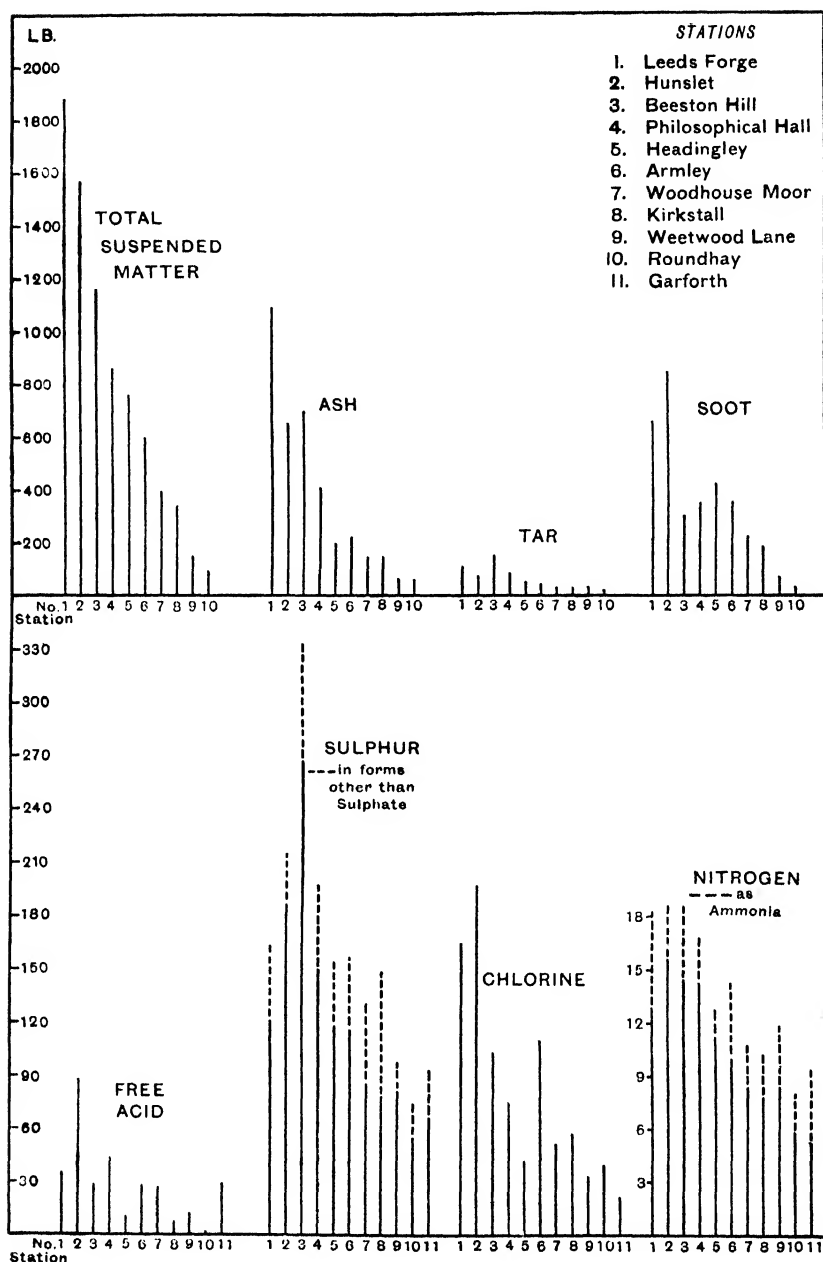 LB.
2000
1800
1600
1400
1200
1000
800
600
400
200
STATIONS
1. Leeds Forge
2. Hunslet
3. Beeston Hill
4. Philosophical Hall
5. Headingley
6. Armley
7. Woodhouse Moor
8. Kirkstall
9. Weetwood Lane
10. Roundhay
11. Garforth
TOTAL
SUSPENDED
MATTER
ASH
TAR
SOOT
No. 1 2 3 4 5 6 7 8 9 10
Station
1 2 3 4 5 6 7 8 9 10
1 2 3 4 5 6 7 8 9 10
1 2 3 4 5 6 7 8 9 10
330
300
270
240
210
180
150
120
90
60
30
SULPHUR
in forms
other than
Sulphate
FREE
ACID
CHLORINE
NITROGEN
as
Ammonia
18
15
12
9
6
3
No. 1 2 3 4 5 6 7 8 9 10 11
Station
1 2 3 4 5 6 7 8 9 10 11
1 2 3 4 5 6 7 8 9 10 11
1 2 3 4 5 6 7 8 9 10 11